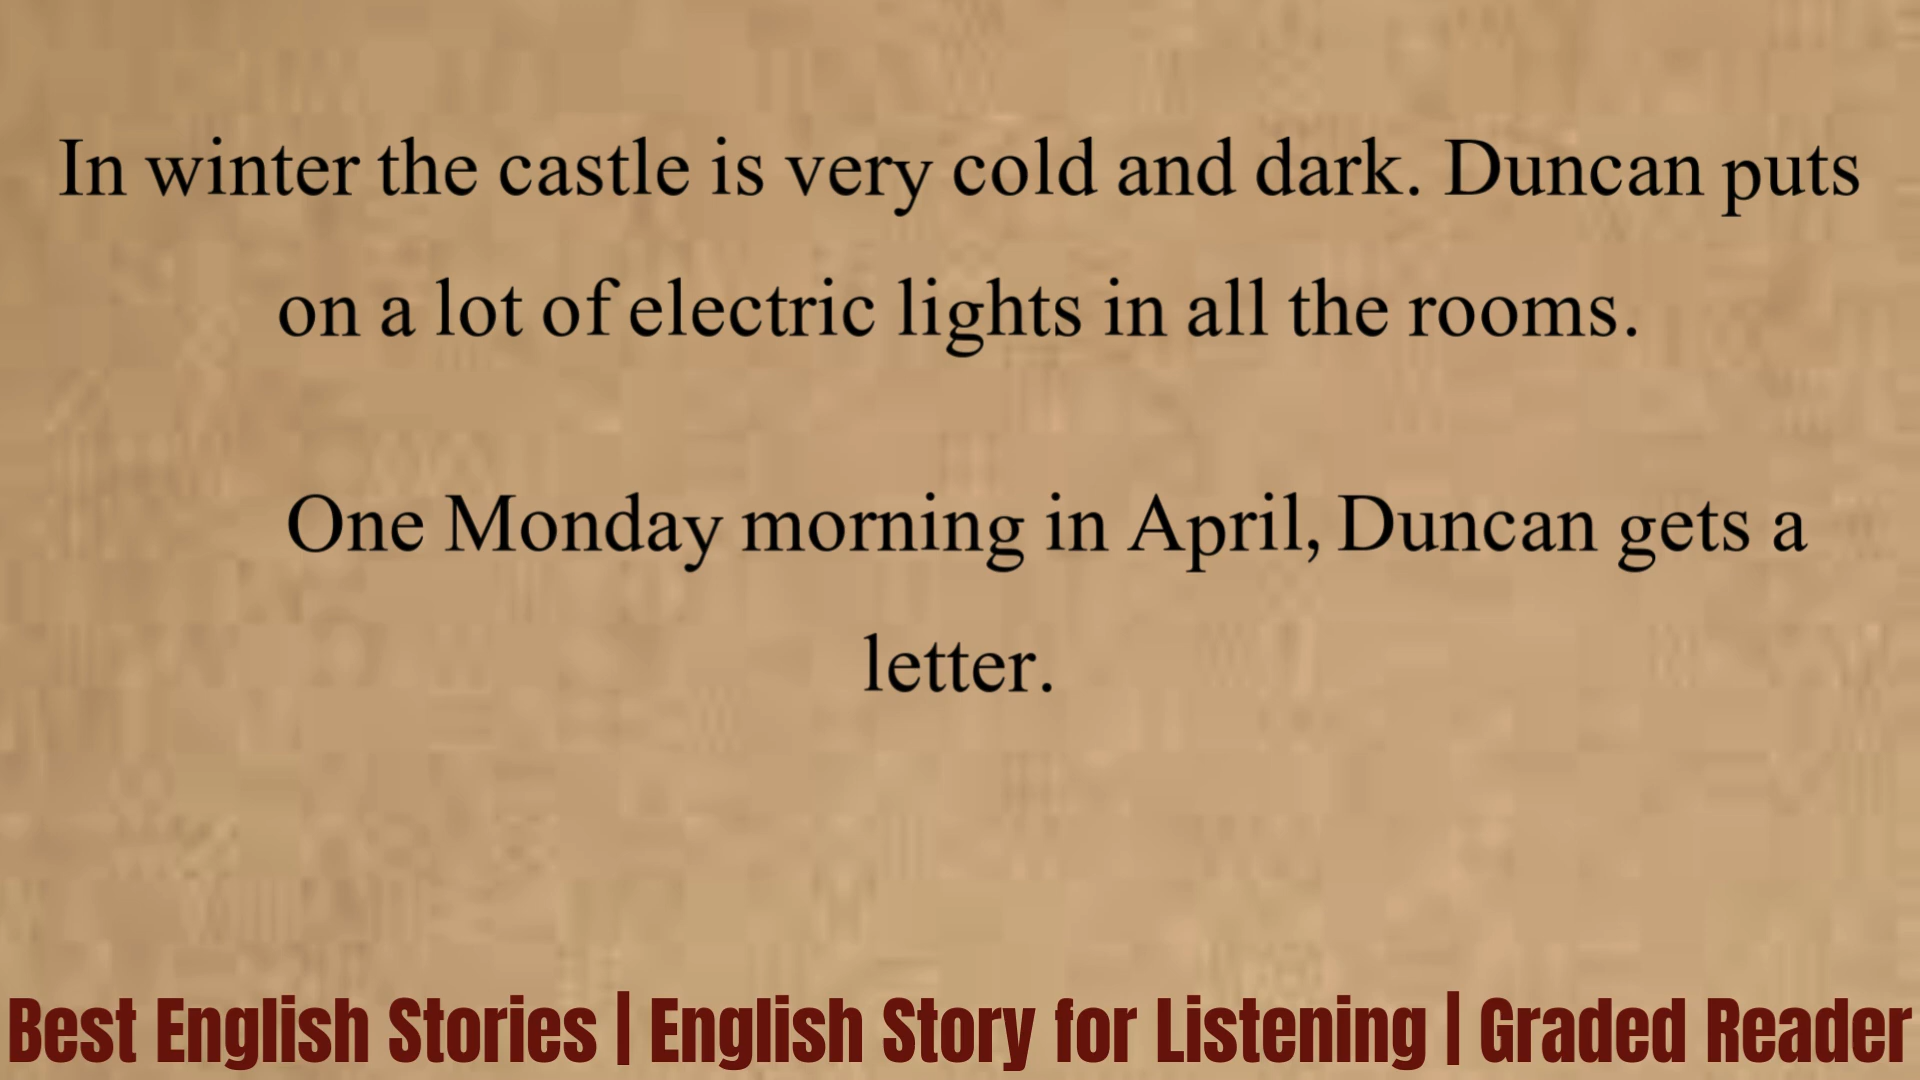 In winter the castle is very cold and dark. Duncan puts
on a lot of electric lights in all the rooms.
One Monday morning in April, Duncan gets a
letter.
Best English Stories | English Story for Listening | Graded Reader